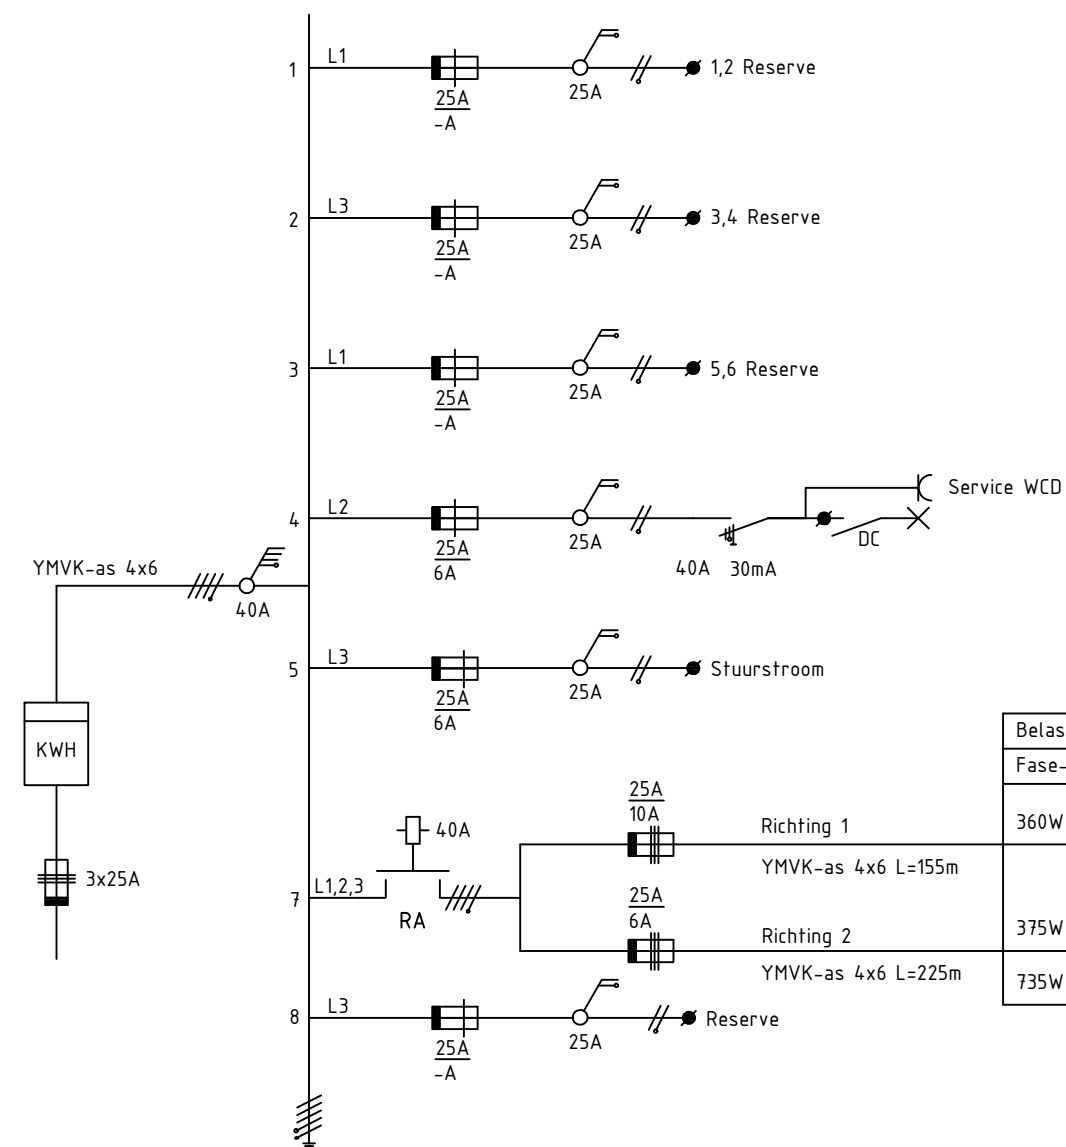 1 L1
25A
-A
25A
1,2 Reserve
2 L3
25A
-A
25A
3,4 Reserve
3 L1
25A
-A
25A
5,6 Reserve
4 L2
25A
6A
25A
40A 30mA
DC
Service WCD
YMVK-as 4x6
40A
KWH
3x25A
5 L3
25A
6A
25A
Stuurstroom
7 L1,2,3
40A
RA
25A
10A
Richting 1
YMVK-as 4x6 L=155m
25A
6A
Richting 2
YMVK-as 4x6 L=225m
Belas
Fase-
360W
375W
735W
8 L3
25A
-A
25A
Reserve